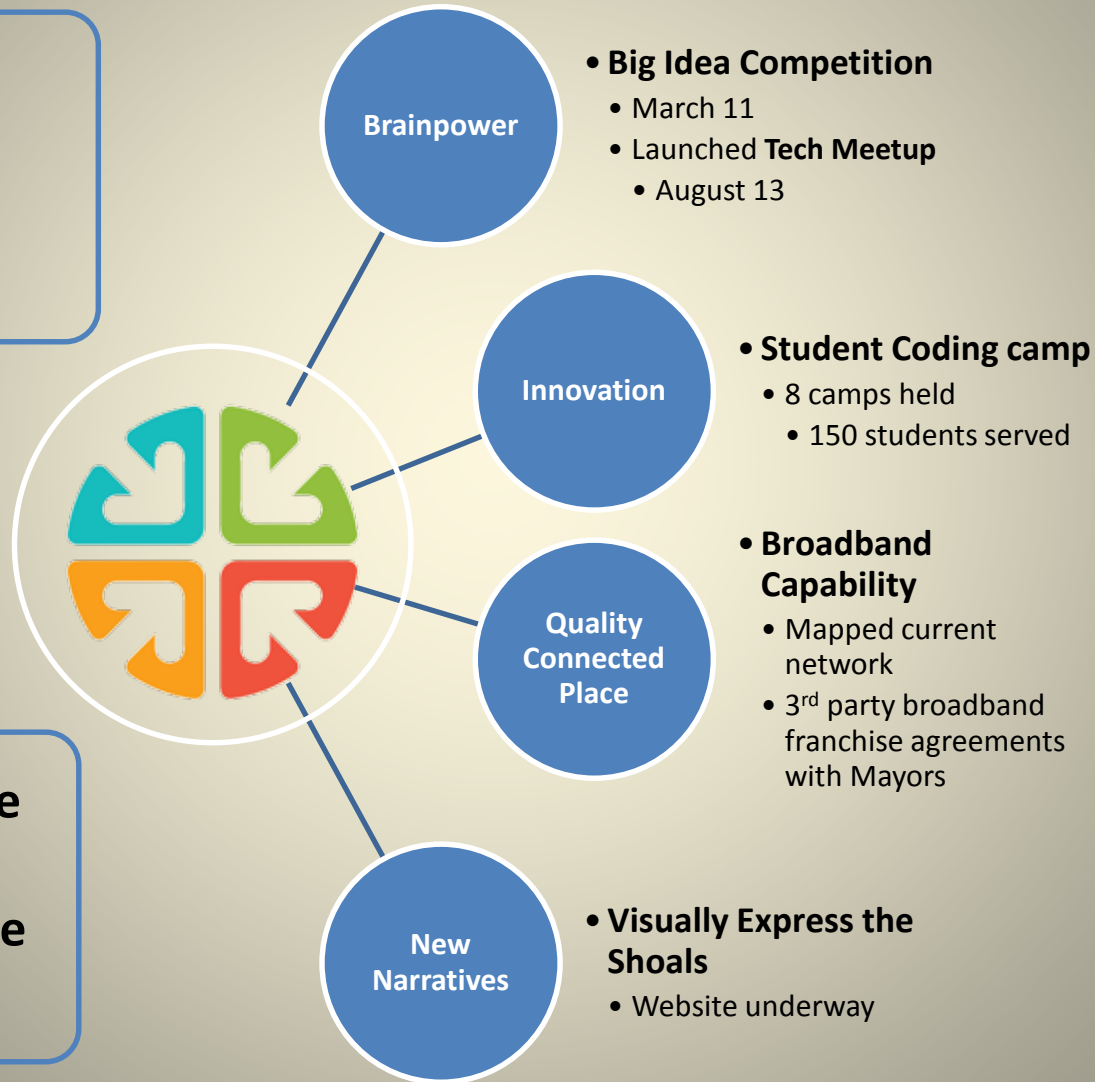 Brainpower
• Big Idea Competition
• March 11
• Launched Tech Meetup
• August 13
Innovation
• Student Coding camp
• 8 camps held
• 150 students served
Quality
Connected
Place
• Broadband
Capability
• Mapped current
network
• 3rd party broadband
franchise agreements
with Mayors
New
Narratives
• Visually Express the
Shoals
• Website underway